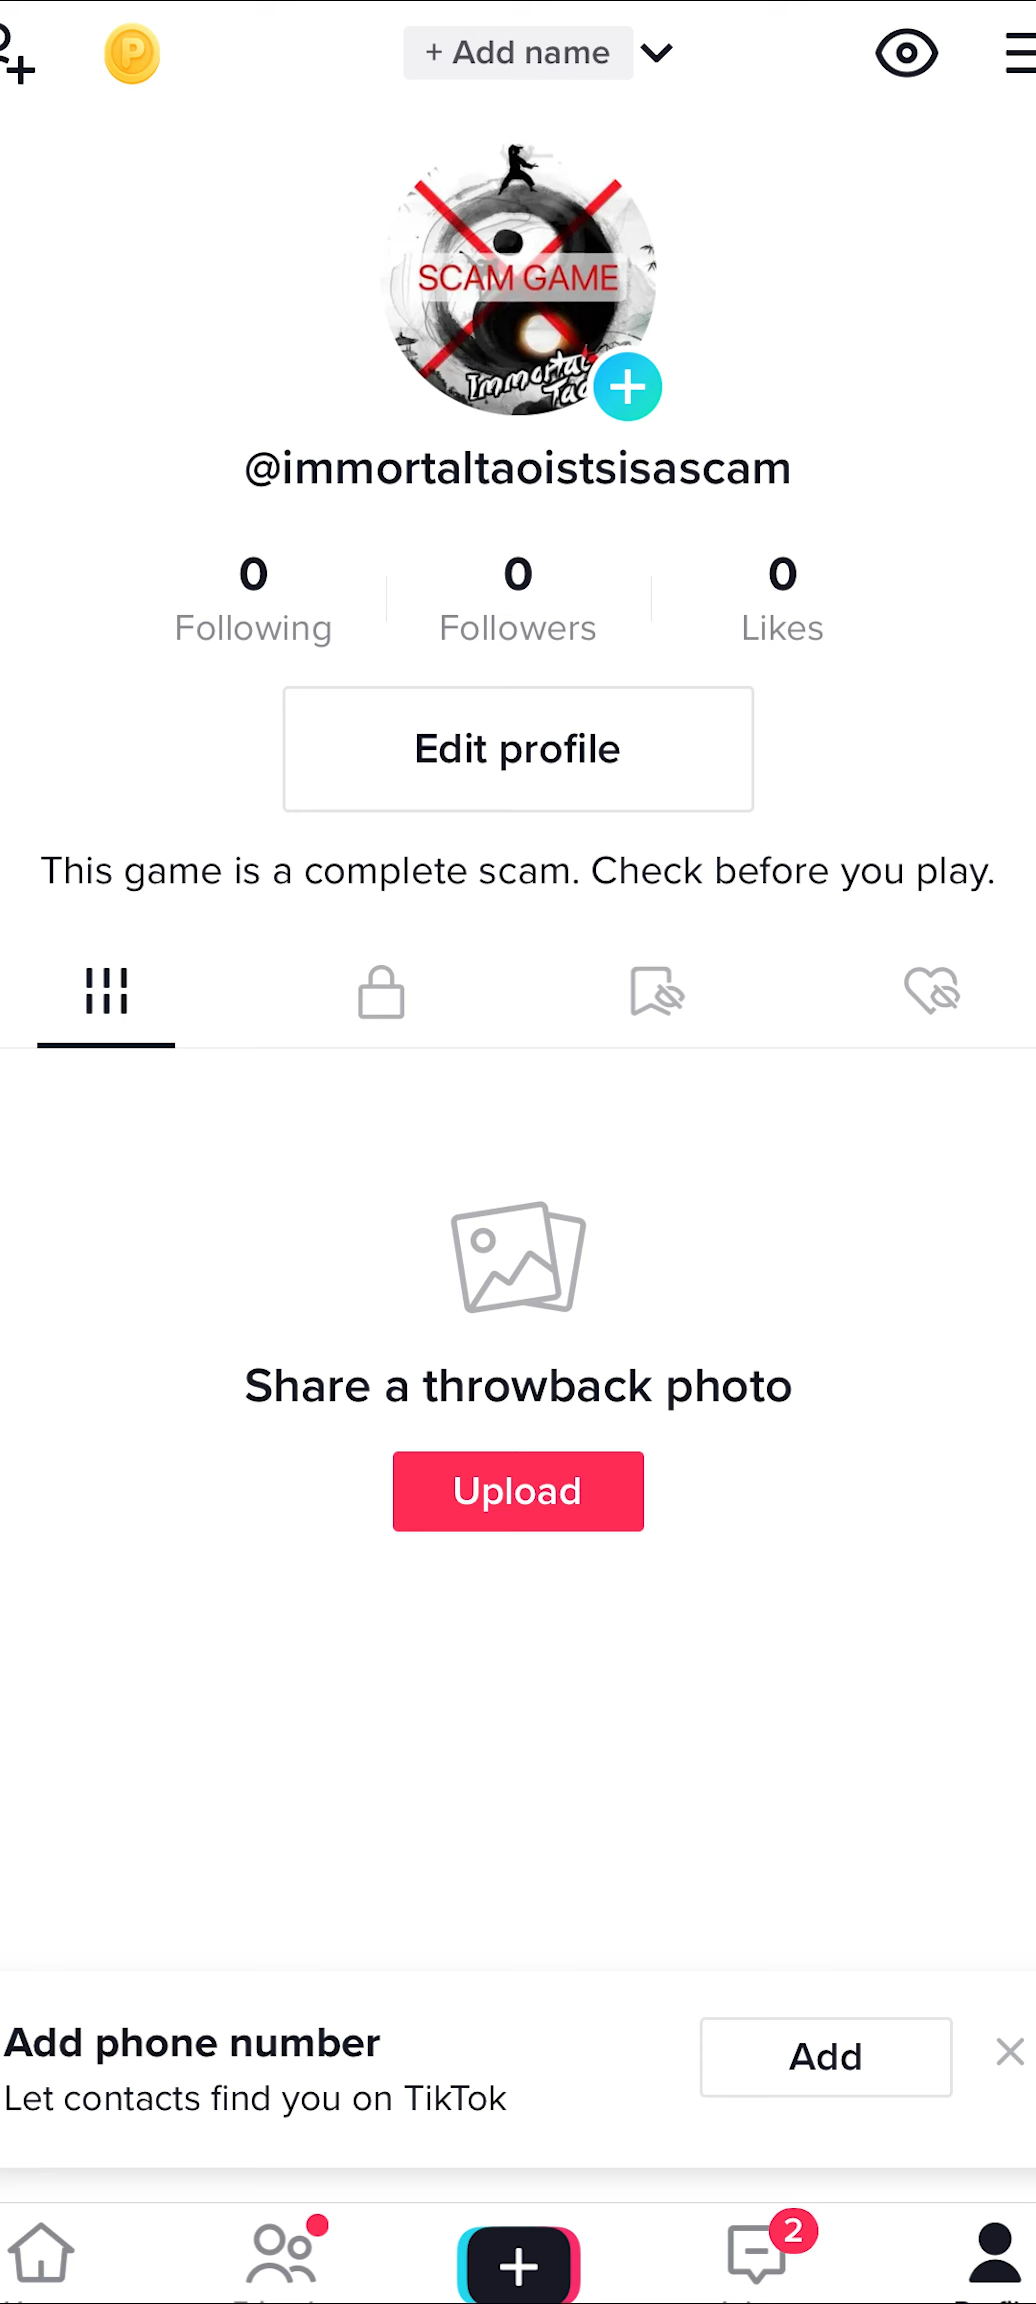 P
+ Add name
SCAM GAME
Immortal
@immortaltaoistsisascam
0
0
0
Following
Followers
Likes
Edit profile
This game is a complete scam. Check before you play.
Share a throwback photo
Upload
Add phone number
Add
Let contacts find you on TikTok
2